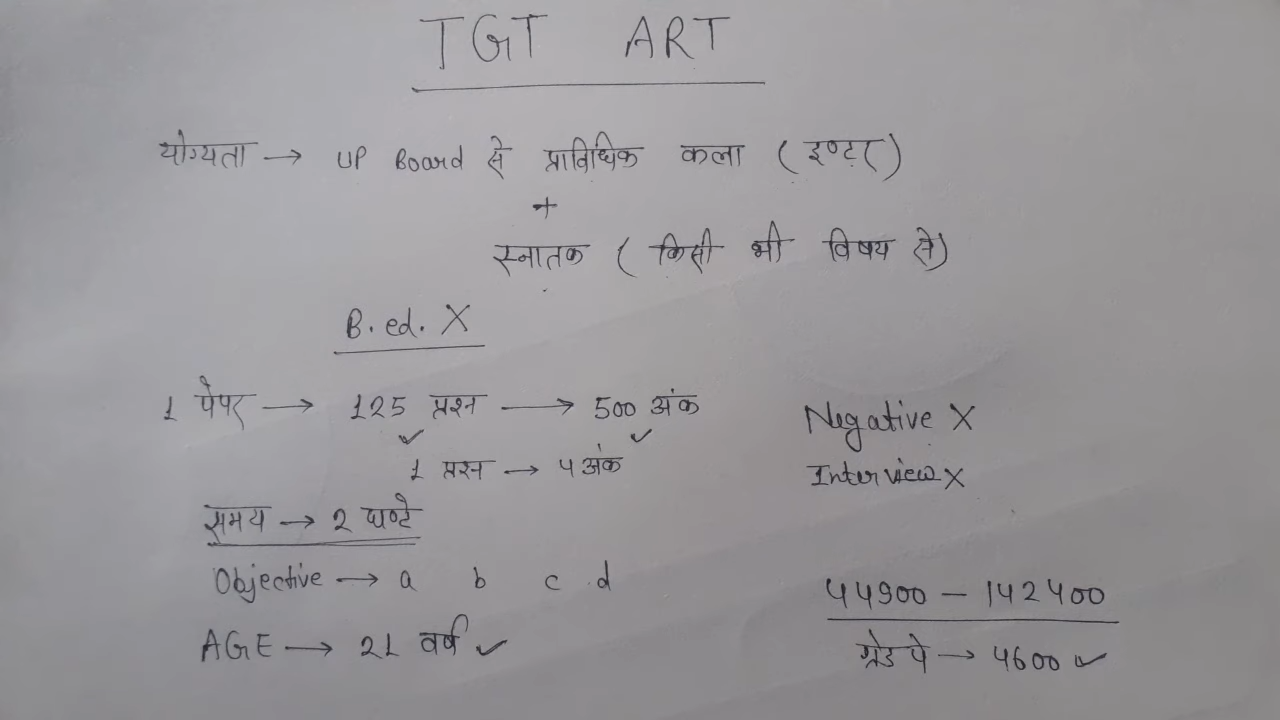 TGT ART
योग्यता → UP Board से प्राविधिक कला (इण्टर)
+
स्नातक (किसी भी विषय से)
B. ed. X
1 पेपर → 125 प्रश्न → 500 अंक
Negative X
1 प्रश्न → 4 अंक
Interview X
समय → 2 घण्टे
Objective → a b c d
44900 – 142400
AGE → 21 वर्ष ✓
ग्रेड पे → 4600 ✓